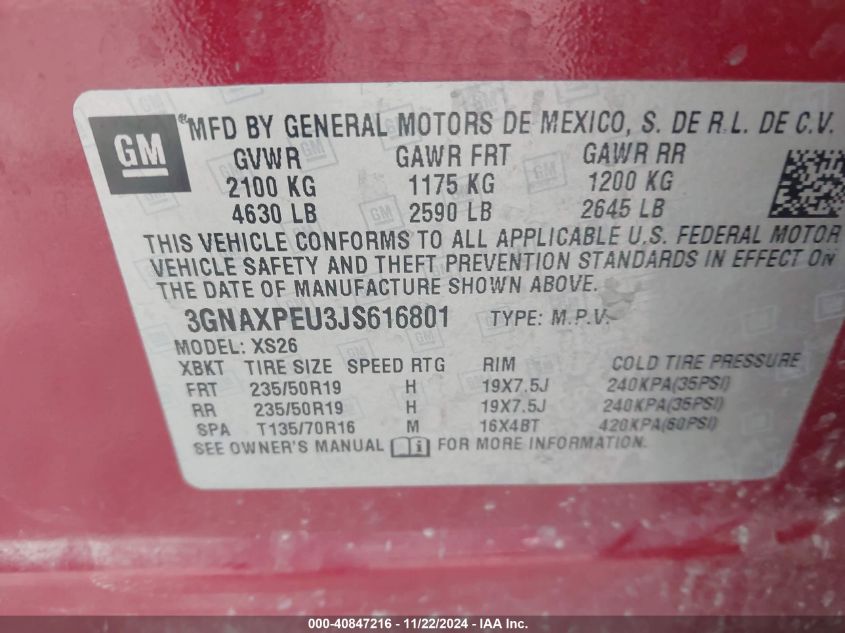 GM ®MFD BY GENERAL MOTORS DE MEXICO, S. DE R.L. DE C.V.
GVWR GAWR FRT GAWR RR
2100 KG 1175 KG 1200 KG
4630 LB 2590 LB 2645 LB
THIS VEHICLE CONFORMS TO ALL APPLICABLE U.S. FEDERAL MOTOR
VEHICLE SAFETY AND THEFT PREVENTION STANDARDS IN EFFECT ON
THE DATE OF MANUFACTURE SHOWN ABOVE.
3GNAXPEU3JS616801 TYPE: M.P.V.
MODEL: XS26
XBKT TIRE SIZE SPEED RTG RIM COLD TIRE PRESSURE
FRT 235/50R19 H 19X7.5J 240KPA(35PSI)
RR 235/50R19 H 19X7.5J 240KPA(35PSI)
SPA T135/70R16 M 16X4BT 420KPA(60PSI)
SEE OWNER'S MANUAL i FOR MORE INFORMATION.
000-40847216 - 11/22/2024 - IAA Inc.